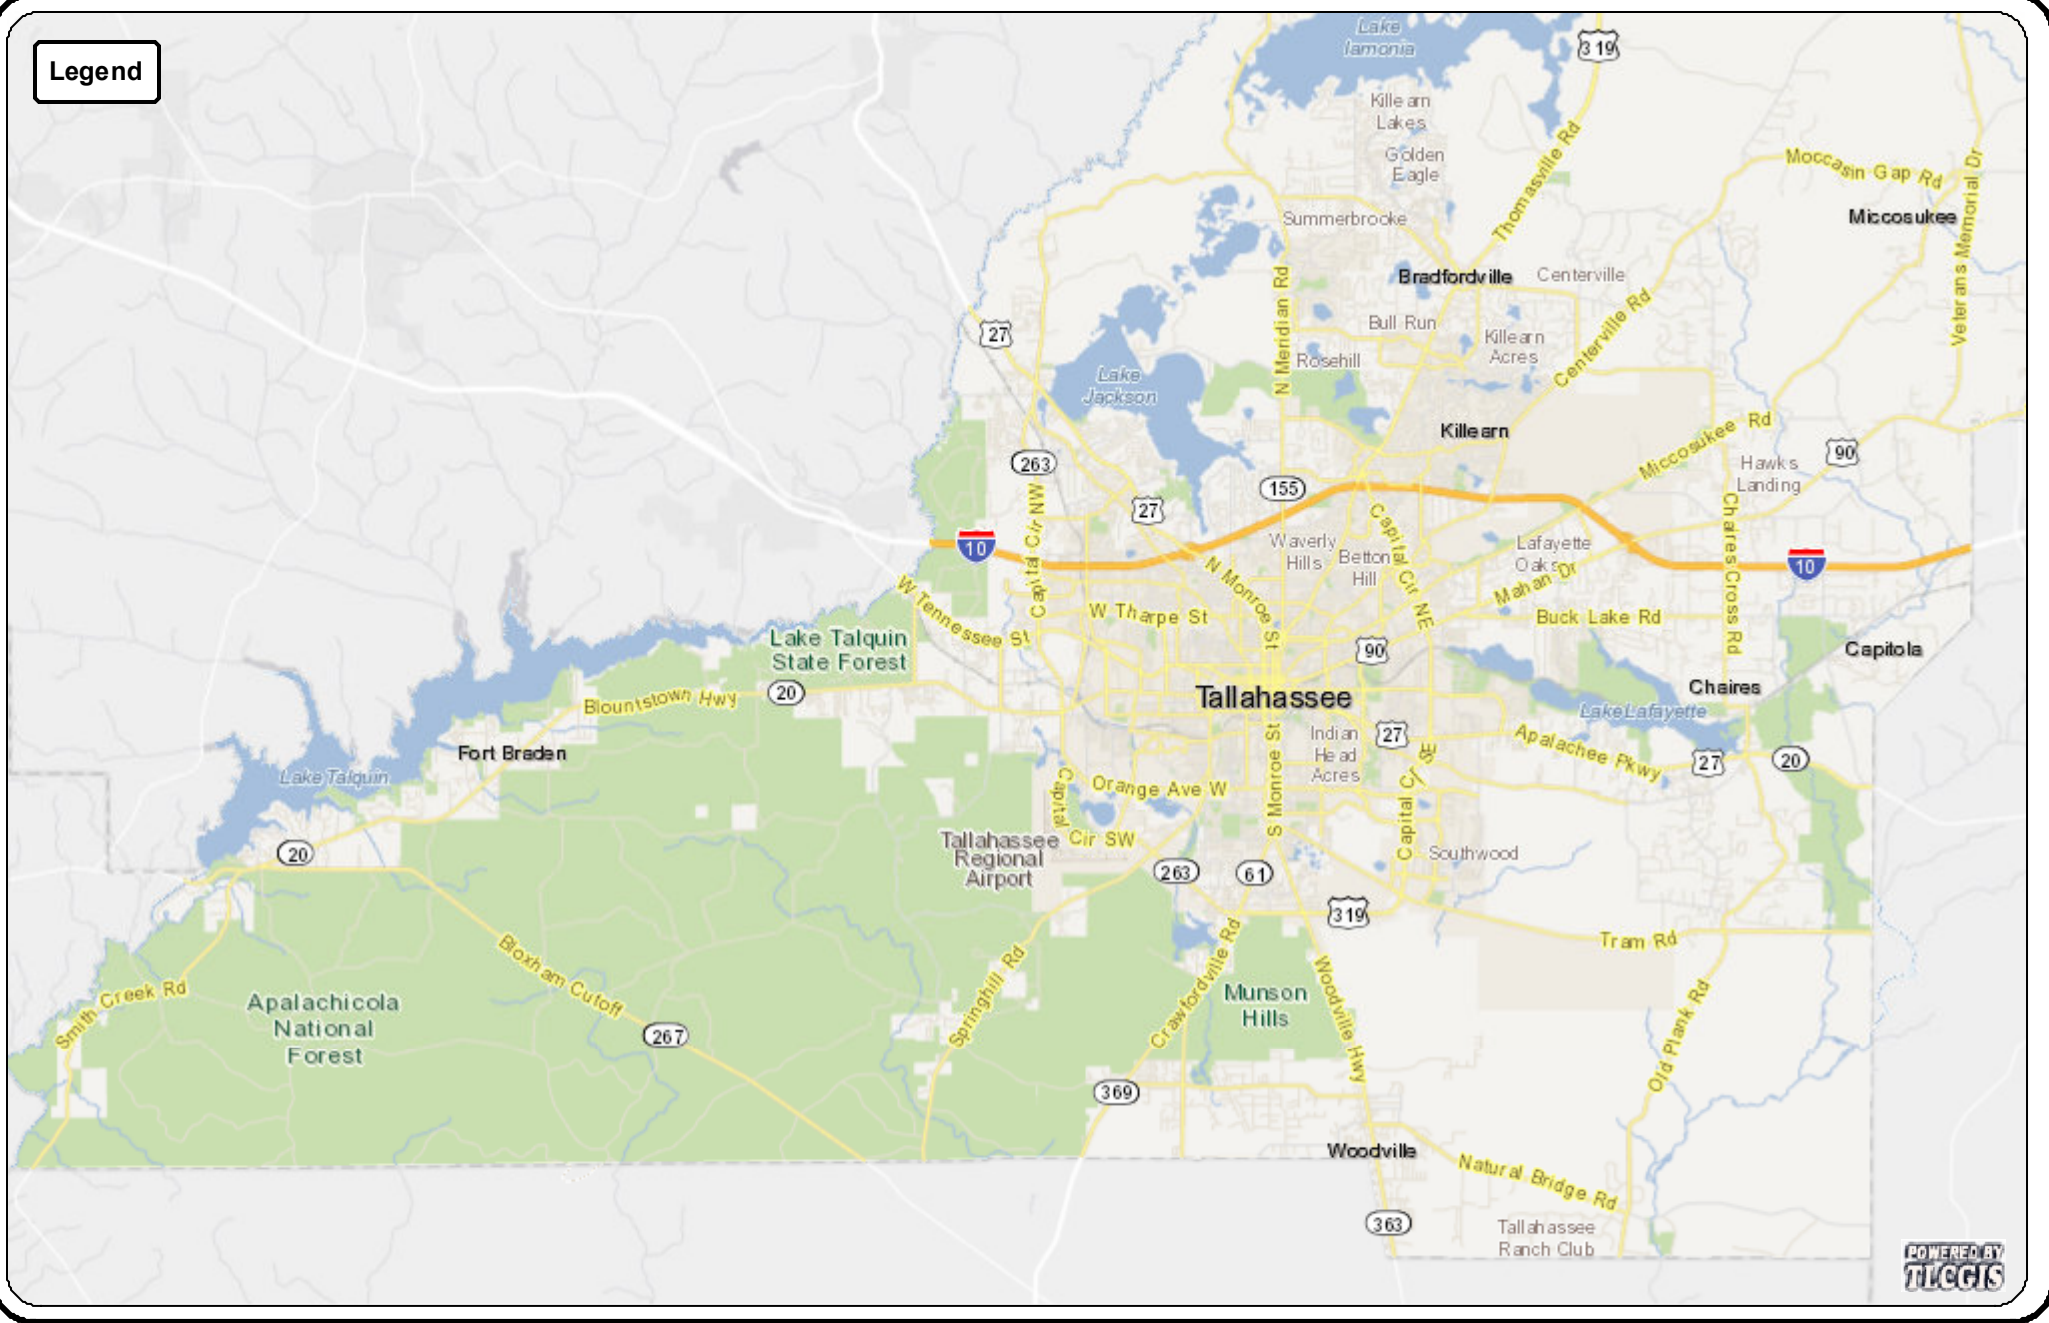 Legend
Lake
Iamonia
319
Killearn
Lakes
Golden
Eagle
Thomasville Rd
Moccasin Gap Rd
Veterans Memorial Dr
Miccosukee
Summerbrooke
Bradfordville
Centerville
N Meridian Rd
27
Bull Run
Killearn
Acres
Centerville Rd
Rosehill
Lake
Jackson
Killearn
Miccosukee Rd
90
263
Hawks
Landing
155
27
Capital Cir NW
10
Waverly
Hills
Betton
Hill
Capital Cir NE
Lafayette
Oaks
Chaires Cross Rd
10
N Monroe St
Mahan Dr
W Tennessee St
W Tharpe St
Buck Lake Rd
Lake Talquin
State Forest
90
Capitola
20
Blountstown Hwy
Tallahassee
Chaires
Lake Lafayette
Fort Braden
Indian
Head
Acres
27
Apalachee Pkwy
27
20
Lake Talquin
Capital
Cir SW
Orange Ave W
S Monroe St
Capital Cir SE
Tallahassee
Regional
Airport
20
Southwood
263
61
319
Tram Rd
Bloxham Cutoff
Springhill Rd
Crawfordville Rd
Munson
Hills
Woodville Hwy
Old Plank Rd
Smith Creek Rd
Apalachicola
National
Forest
267
369
Woodville
Natural Bridge Rd
363
Tallahassee
Ranch Club
POWERED BY
TLCGIS